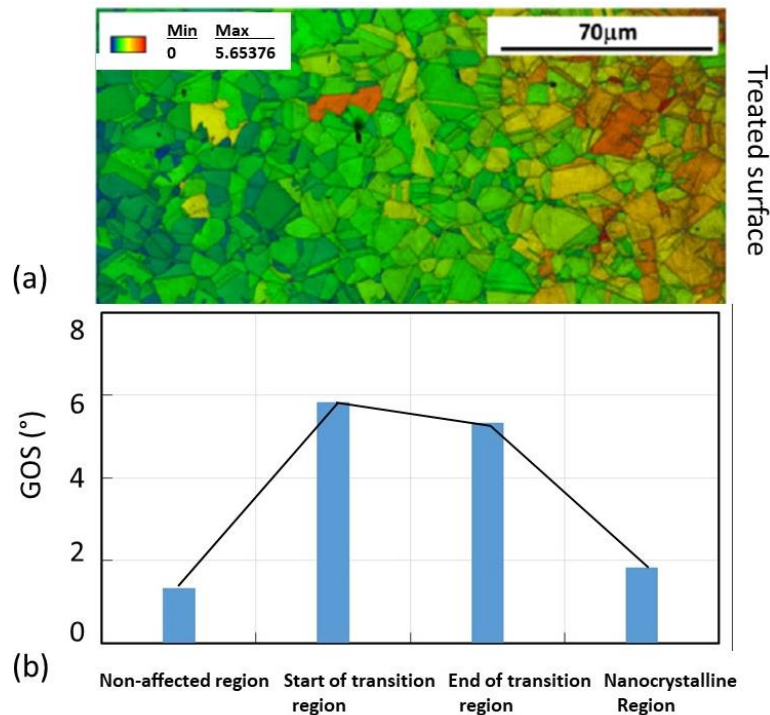 Min Max
0 5.65376
70µm
Treated surface
(a)
8
6
4
2
0
GOS (°)
(b)
Non-affected region
Start of transition
region
End of transition
region
Nanocrystalline
Region